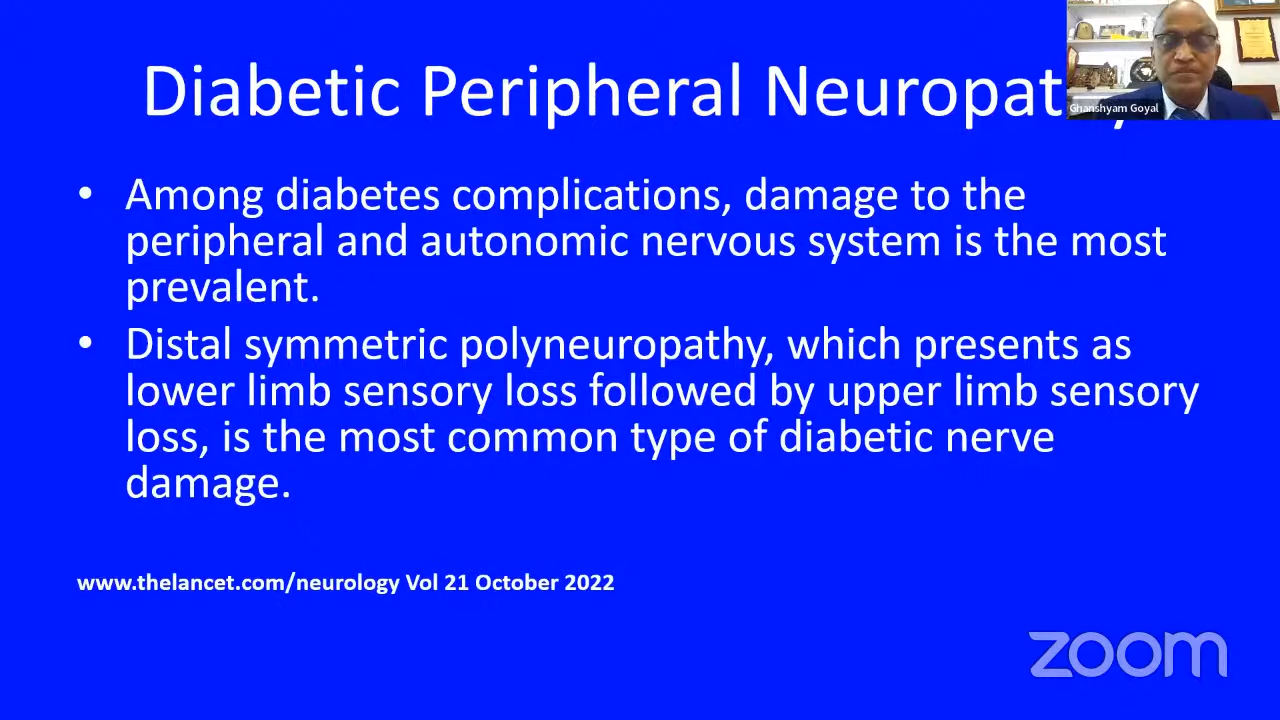 Diabetic Peripheral
Ghanshyam Goyal
• Among diabetes complications, damage to the
peripheral and autonomic nervous system is the most
prevalent.
• Distal symmetric polyneuropathy, which presents as
lower limb sensory loss followed by upper limb sensory
loss, is the most common type of diabetic nerve
damage.
www.thelancet.com/neurology Vol 21 October 2022
zoom